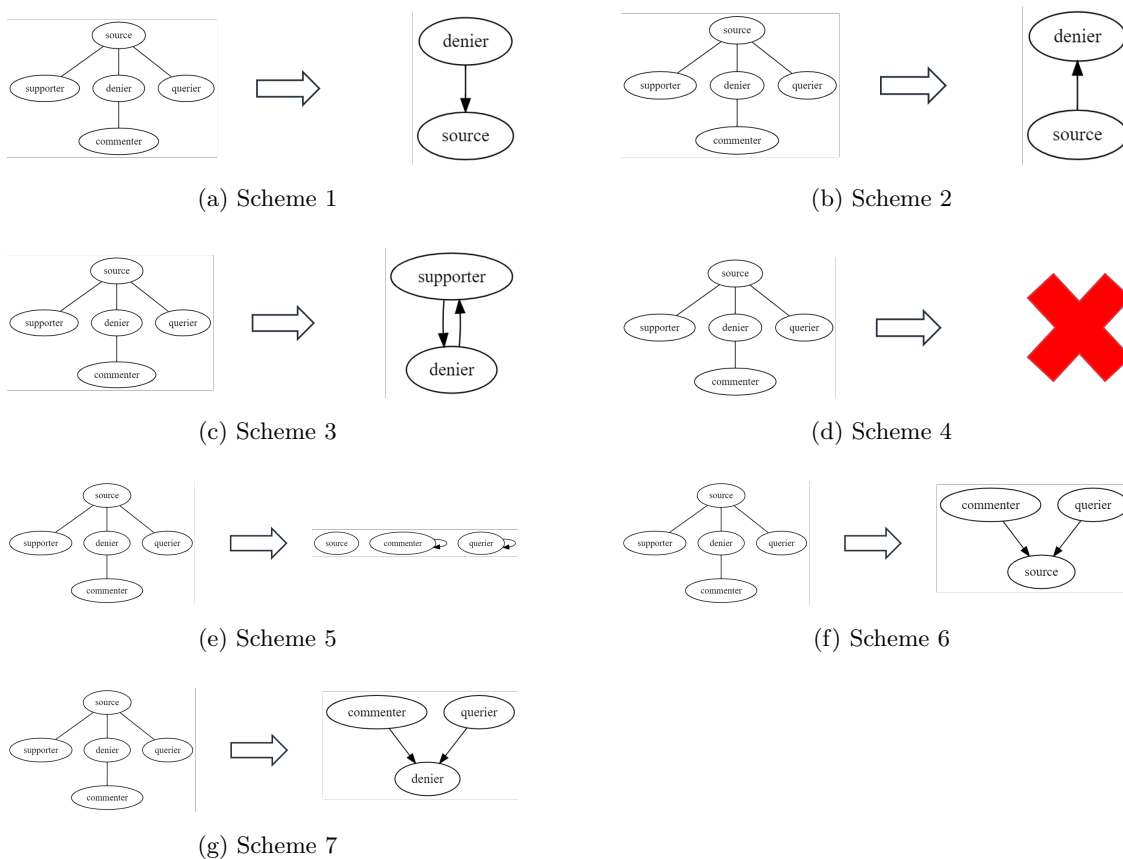 source
supporter denier querier
commenter
denier
source
(a) Scheme 1
source
supporter denier querier
commenter
denier
source
(b) Scheme 2
source
supporter denier querier
commenter
supporter
denier
(c) Scheme 3
source
supporter denier querier
commenter
(d) Scheme 4
source
supporter denier querier
commenter
source commenter querier
(e) Scheme 5
source
supporter denier querier
commenter
commenter querier
source
(f) Scheme 6
source
supporter denier querier
commenter
commenter querier
denier
(g) Scheme 7